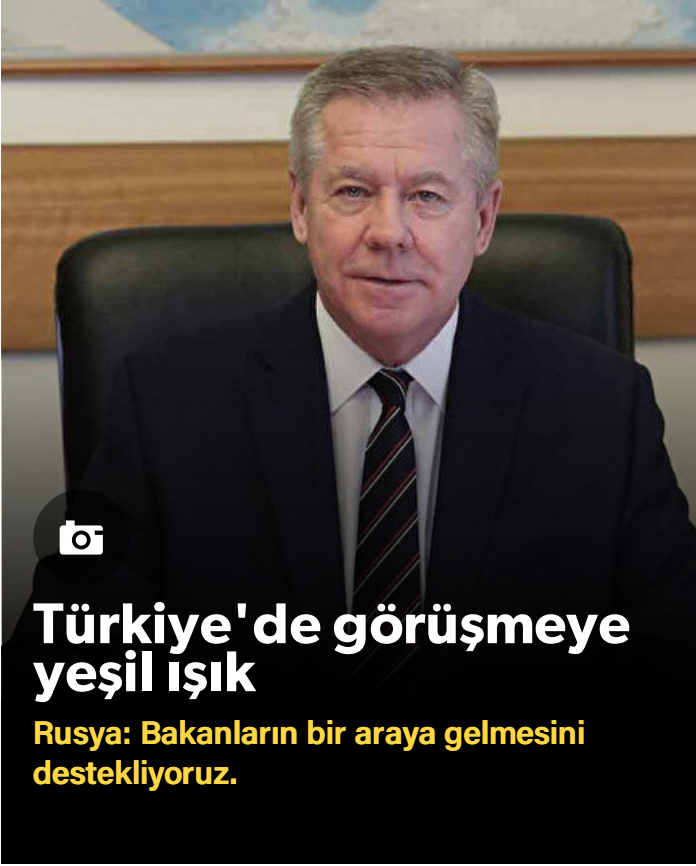 Türkiye'de görüşmeye
yeşil ışık
Rusya: Bakanların bir araya gelmesini
destekliyoruz.